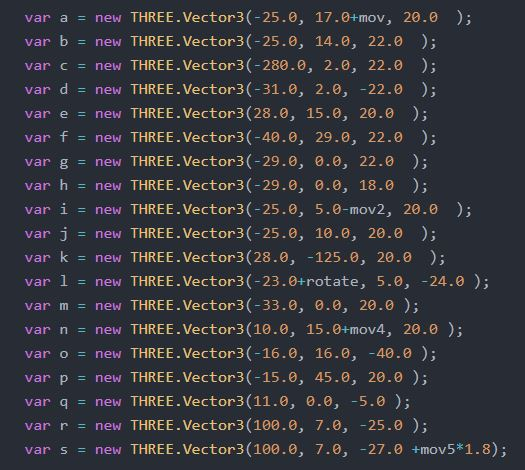 var a = new THREE.Vector3(-25.0, 17.0+mov, 20.0  );
var b = new THREE.Vector3(-25.0, 14.0, 22.0  );
var c = new THREE.Vector3(-280.0, 2.0, 22.0  );
var d = new THREE.Vector3(-31.0, 2.0, -22.0  );
var e = new THREE.Vector3(28.0, 15.0, 20.0  );
var f = new THREE.Vector3(-40.0, 29.0, 22.0  );
var g = new THREE.Vector3(-29.0, 0.0, 22.0  );
var h = new THREE.Vector3(-29.0, 0.0, 18.0  );
var i = new THREE.Vector3(-25.0, 5.0-mov2, 20.0  );
var j = new THREE.Vector3(-25.0, 10.0, 20.0  );
var k = new THREE.Vector3(28.0, -125.0, 20.0  );
var l = new THREE.Vector3(-23.0+rotate, 5.0, -24.0 );
var m = new THREE.Vector3(-33.0, 0.0, 20.0 );
var n = new THREE.Vector3(10.0, 15.0+mov4, 20.0 );
var o = new THREE.Vector3(-16.0, 16.0, -40.0 );
var p = new THREE.Vector3(-15.0, 45.0, 20.0 );
var q = new THREE.Vector3(11.0, 0.0, -5.0 );
var r = new THREE.Vector3(100.0, 7.0, -25.0 );
var s = new THREE.Vector3(100.0, 7.0, -27.0 +mov5*1.8);